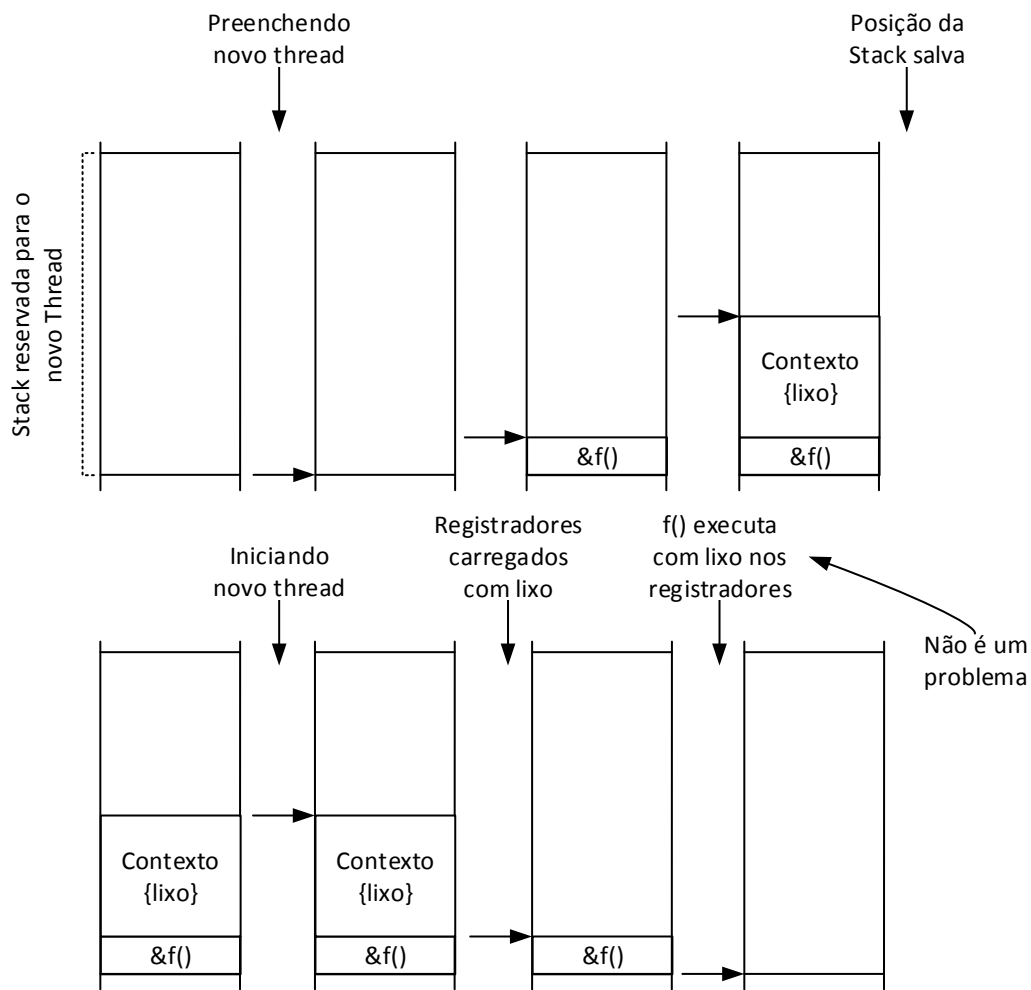 Preenchendo
novo thread
Posição da
Stack salva
Stack reservada para o
novo Thread
Contexto
{lixo}
&f()
&f()
Iniciando
novo thread
Registradores
carregados
com lixo
f() executa
com lixo nos
registradores
Não é um
problema
Contexto
{lixo}
Contexto
{lixo}
&f()
&f()
&f()